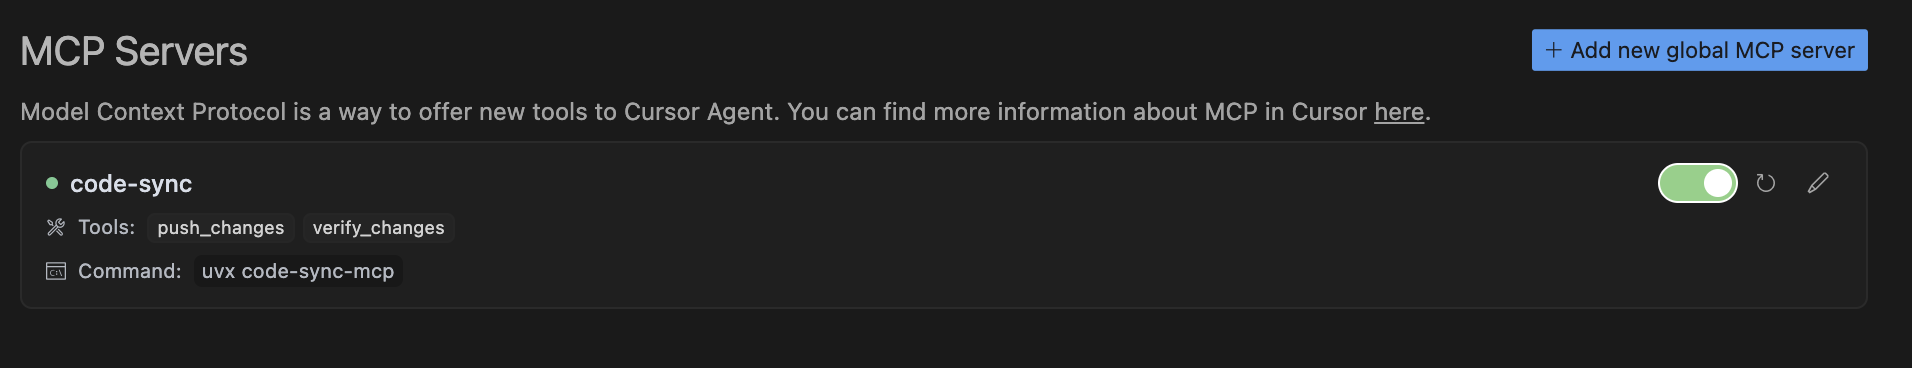 MCP Servers
+ Add new global MCP server
Model Context Protocol is a way to offer new tools to Cursor Agent. You can find more information about MCP in Cursor here.
code-sync
Tools: push_changes verify_changes
C:\ Command: uvx code-sync-mcp